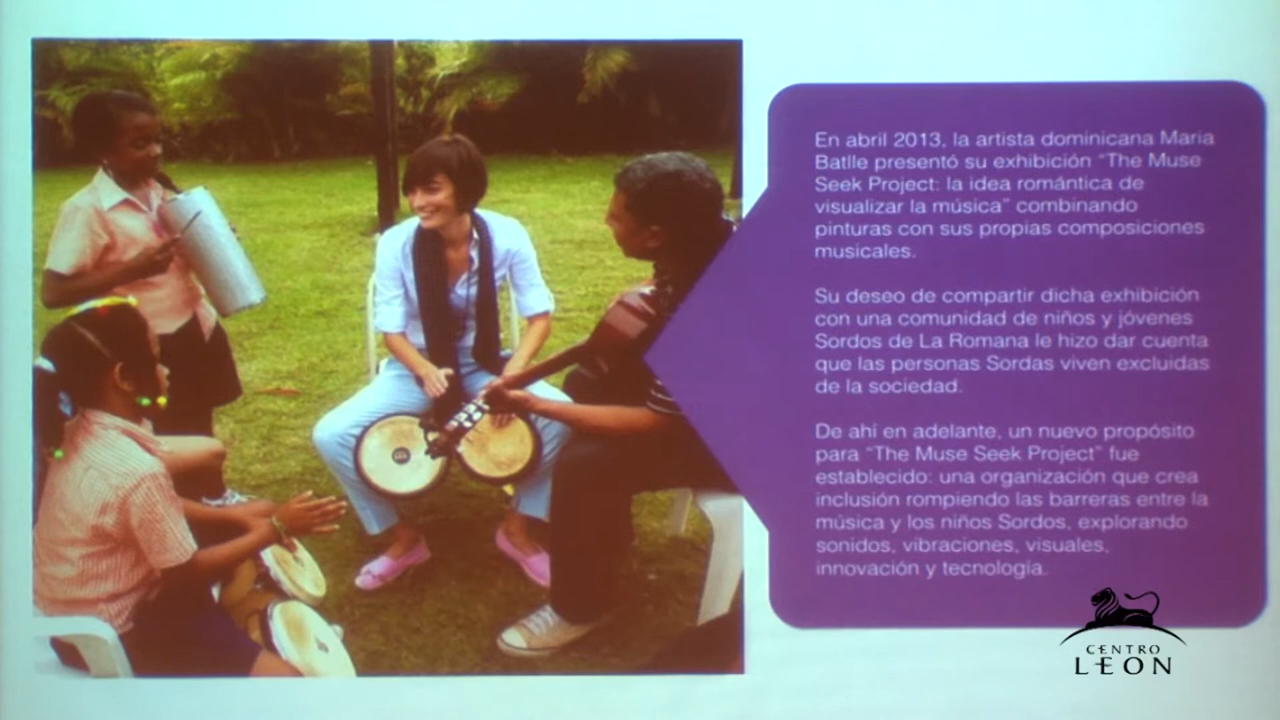 En abril 2013, la artista dominicana Maria
Batlle presentó su exhibición "The Muse
Seek Project: la idea romántica de
visualizar la música" combinando
pinturas con sus propias composiciones
musicales.
Su deseo de compartir dicha exhibición
con una comunidad de niños y jóvenes
Sordos de La Romana le hizo dar cuenta
que las personas Sordas viven excluidas
de la sociedad.
De ahí en adelante, un nuevo propósito
para "The Muse Seek Project" fue
establecido: una organización que crea
inclusión rompiendo las barreras entre la
música y los niños Sordos, explorando
sonidos, vibraciones, visuales,
innovación y tecnología.
CENTRO
LEON